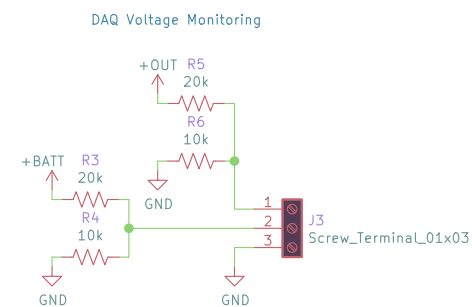 DAQ Voltage Monitoring
+OUT
R5
20k
R6
10k
GND
+BATT
R3
20k
R4
10k
GND
1
2
3
J3
Screw_Terminal_01x03
GND